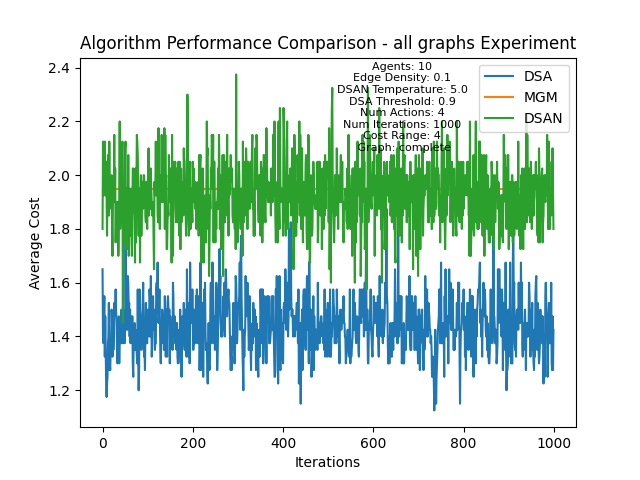 Algorithm Performance Comparison - all graphs Experiment
Agents: 10
Edge Density: 0.1
DSAN Temperature: 5.0
DSA Threshold: 0.9
Num Actions: 4
Num Iterations: 1000
Cost Range: 4
Graph: complete
DSA
MGM
DSAN
Average Cost
2.4
2.2
2.0
1.8
1.6
1.4
1.2
0
200
400
600
800
1000
Iterations